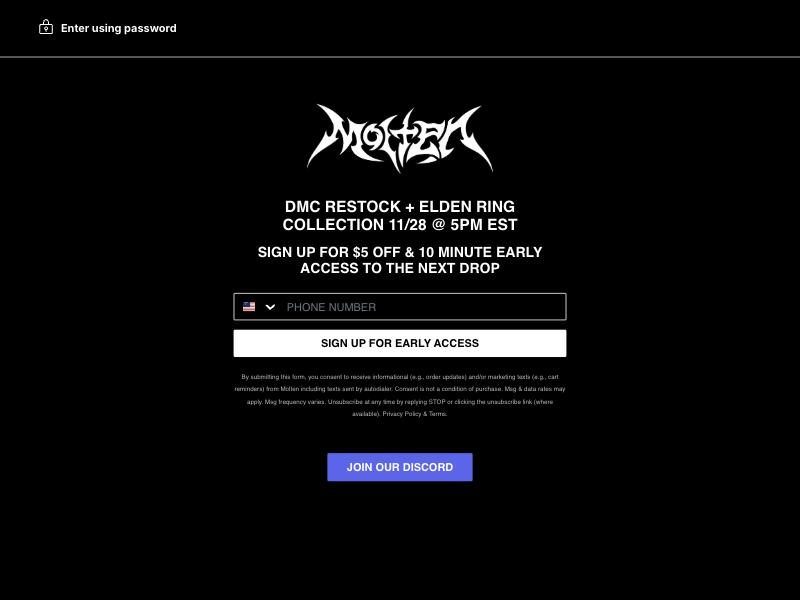 Enter using password
MOLTEN
DMC RESTOCK + ELDEN RING
COLLECTION 11/28 @ 5PM EST
SIGN UP FOR $5 OFF & 10 MINUTE EARLY
ACCESS TO THE NEXT DROP
PHONE NUMBER
SIGN UP FOR EARLY ACCESS
By submitting this form, you consent to receive informational (e.g., order updates) and/or marketing texts (e.g., cart
reminders) from Molten including texts sent by autodialer. Consent is not a condition of purchase. Msg & data rates may
apply. Msg frequency varies. Unsubscribe at any time by replying STOP or clicking the unsubscribe link (where
available). Privacy Policy & Terms.
JOIN OUR DISCORD